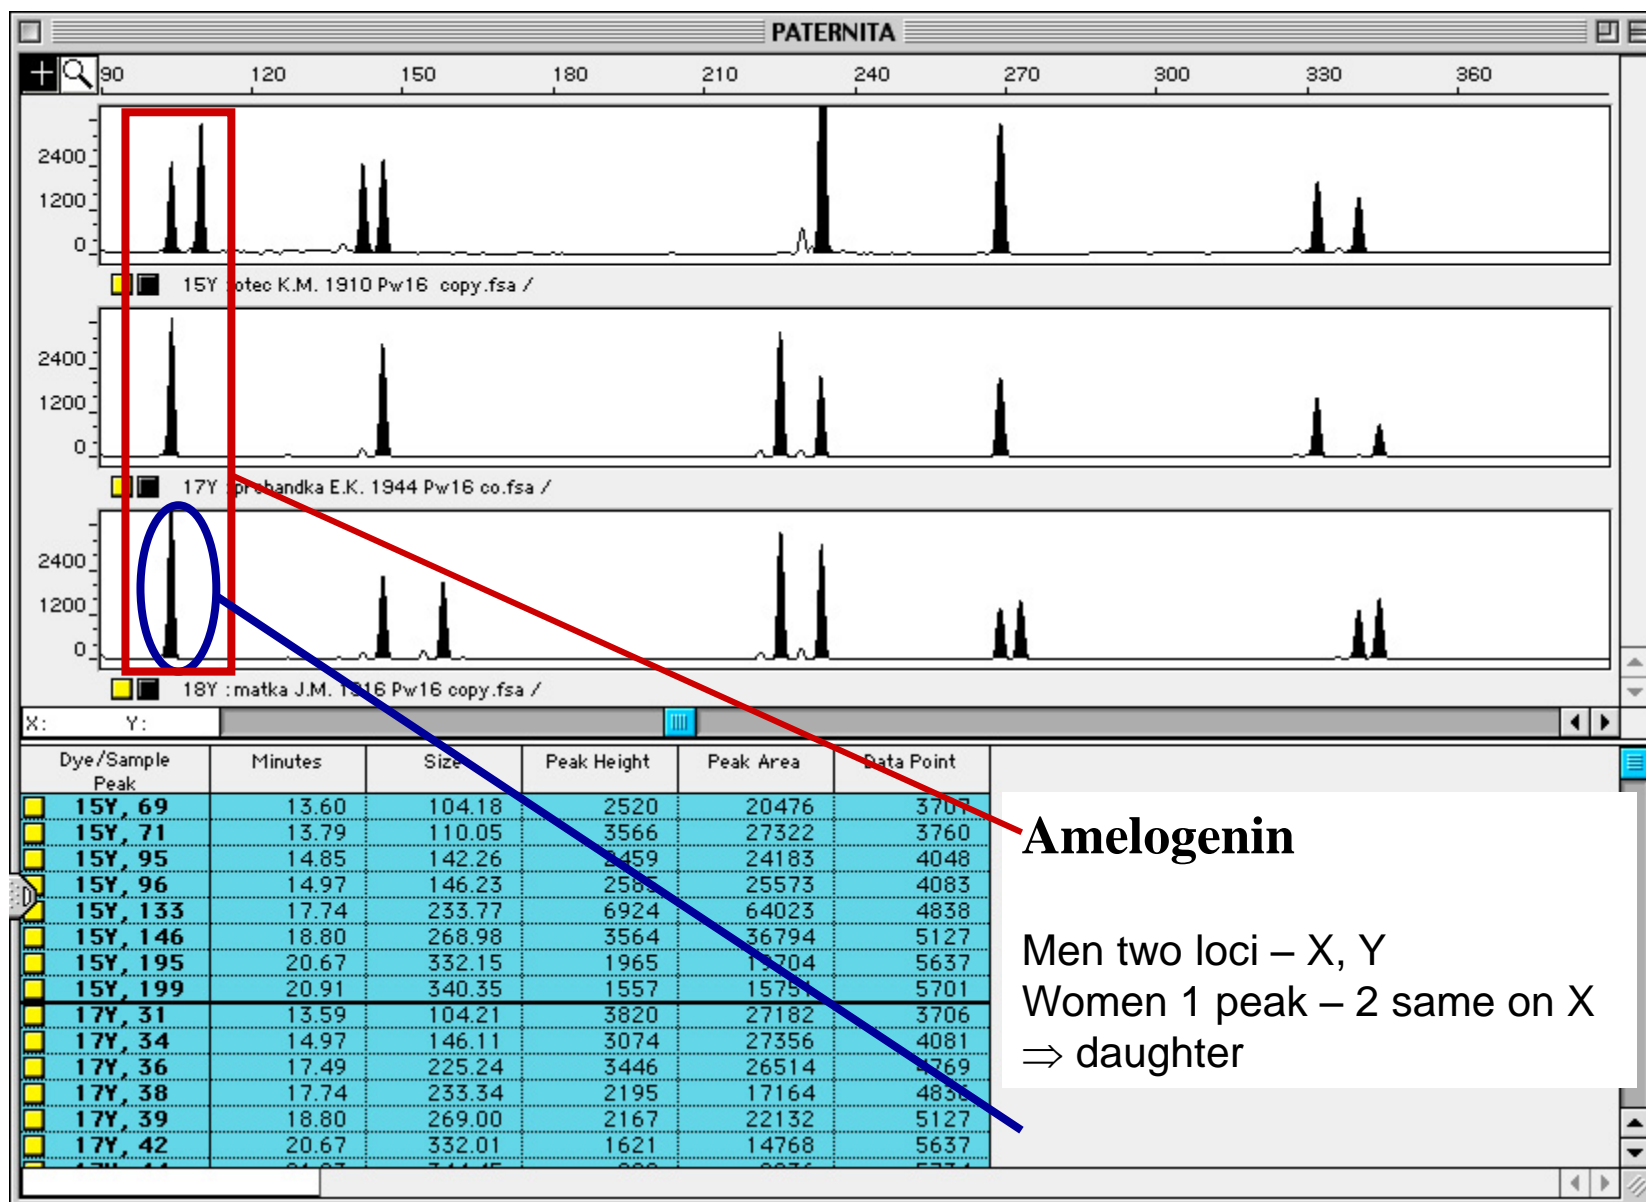 PATERNITA
90 120 150 180 210 240 270 300 330 360
2400
1200
0
15Y :otec K.M. 1910 Pw16 copy.fsa /
2400
1200
0
17Y :probandka E.K. 1944 Pw16 co.fsa /
2400
1200
0
18Y :matka J.M. 1916 Pw16 copy.fsa /
X: Y:
Dye/Sample Peak Minutes Size Peak Height Peak Area Data Point
15Y, 69 13.60 104.18 2520 20476 3707
15Y, 71 13.79 110.05 3566 27322 3760
15Y, 95 14.85 142.26 2459 24183 4048
15Y, 96 14.97 146.23 2585 25573 4083
15Y, 133 17.74 233.77 6924 64023 4838
15Y, 146 18.80 268.98 3564 36794 5127
15Y, 195 20.67 332.15 1965 5637
15Y, 199 20.91 340.35 1557 5701
17Y, 31 13.59 104.21 3820 27182 3706
17Y, 34 14.97 146.11 3074 27356 4081
17Y, 36 17.49 225.24 3446 26514 4769
17Y, 38 17.74 233.34 2195 17164 4836
17Y, 39 18.80 269.00 2167 22132 5127
17Y, 42 20.67 332.01 1621 14768 5637
Amelogenin
Men two loci – X, Y
Women 1 peak – 2 same on X
⇒ daughter